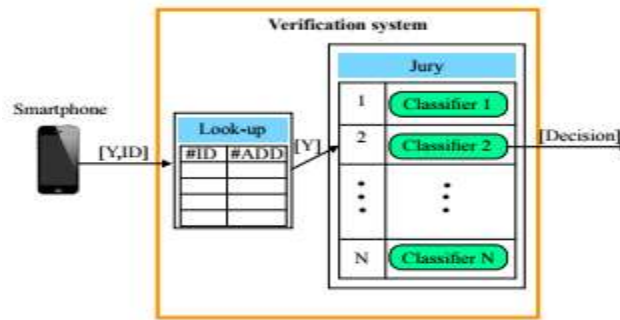 Verification system
Jury
Smartphone
1 Classifier 1
Look-up
[Y,ID]
#ID #ADD
[Y]
2 Classifier 2
[Decision]
N Classifier N